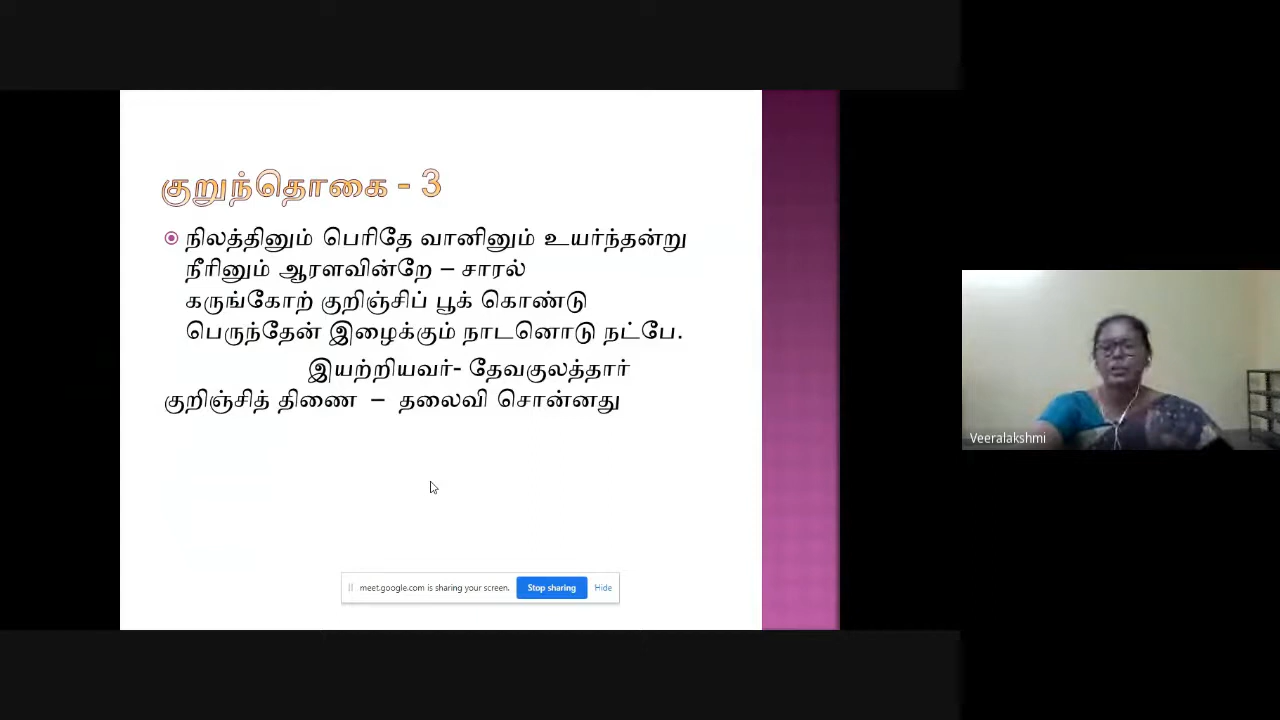 குறுந்தொகை - 3
நிலத்தினும் பெரிதே வானினும் உயர்ந்தன்று
நீரினும் ஆரளவின்றே – சாரல்
கருங்கோற் குறிஞ்சிப் பூக் கொண்டு
பெருந்தேன் இழைக்கும் நாடனொடு நட்பே.
இயற்றியவர்- தேவகுலத்தார்
குறிஞ்சித் திணை – தலைவி சொன்னது
meet.google.com is sharing your screen. Stop sharing Hide
Veeralakshmi